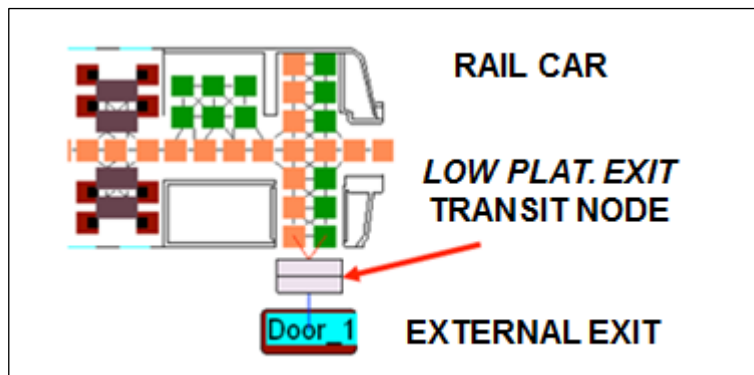 RAIL CAR
LOW PLAT. EXIT
TRANSIT NODE
Door_1
EXTERNAL EXIT